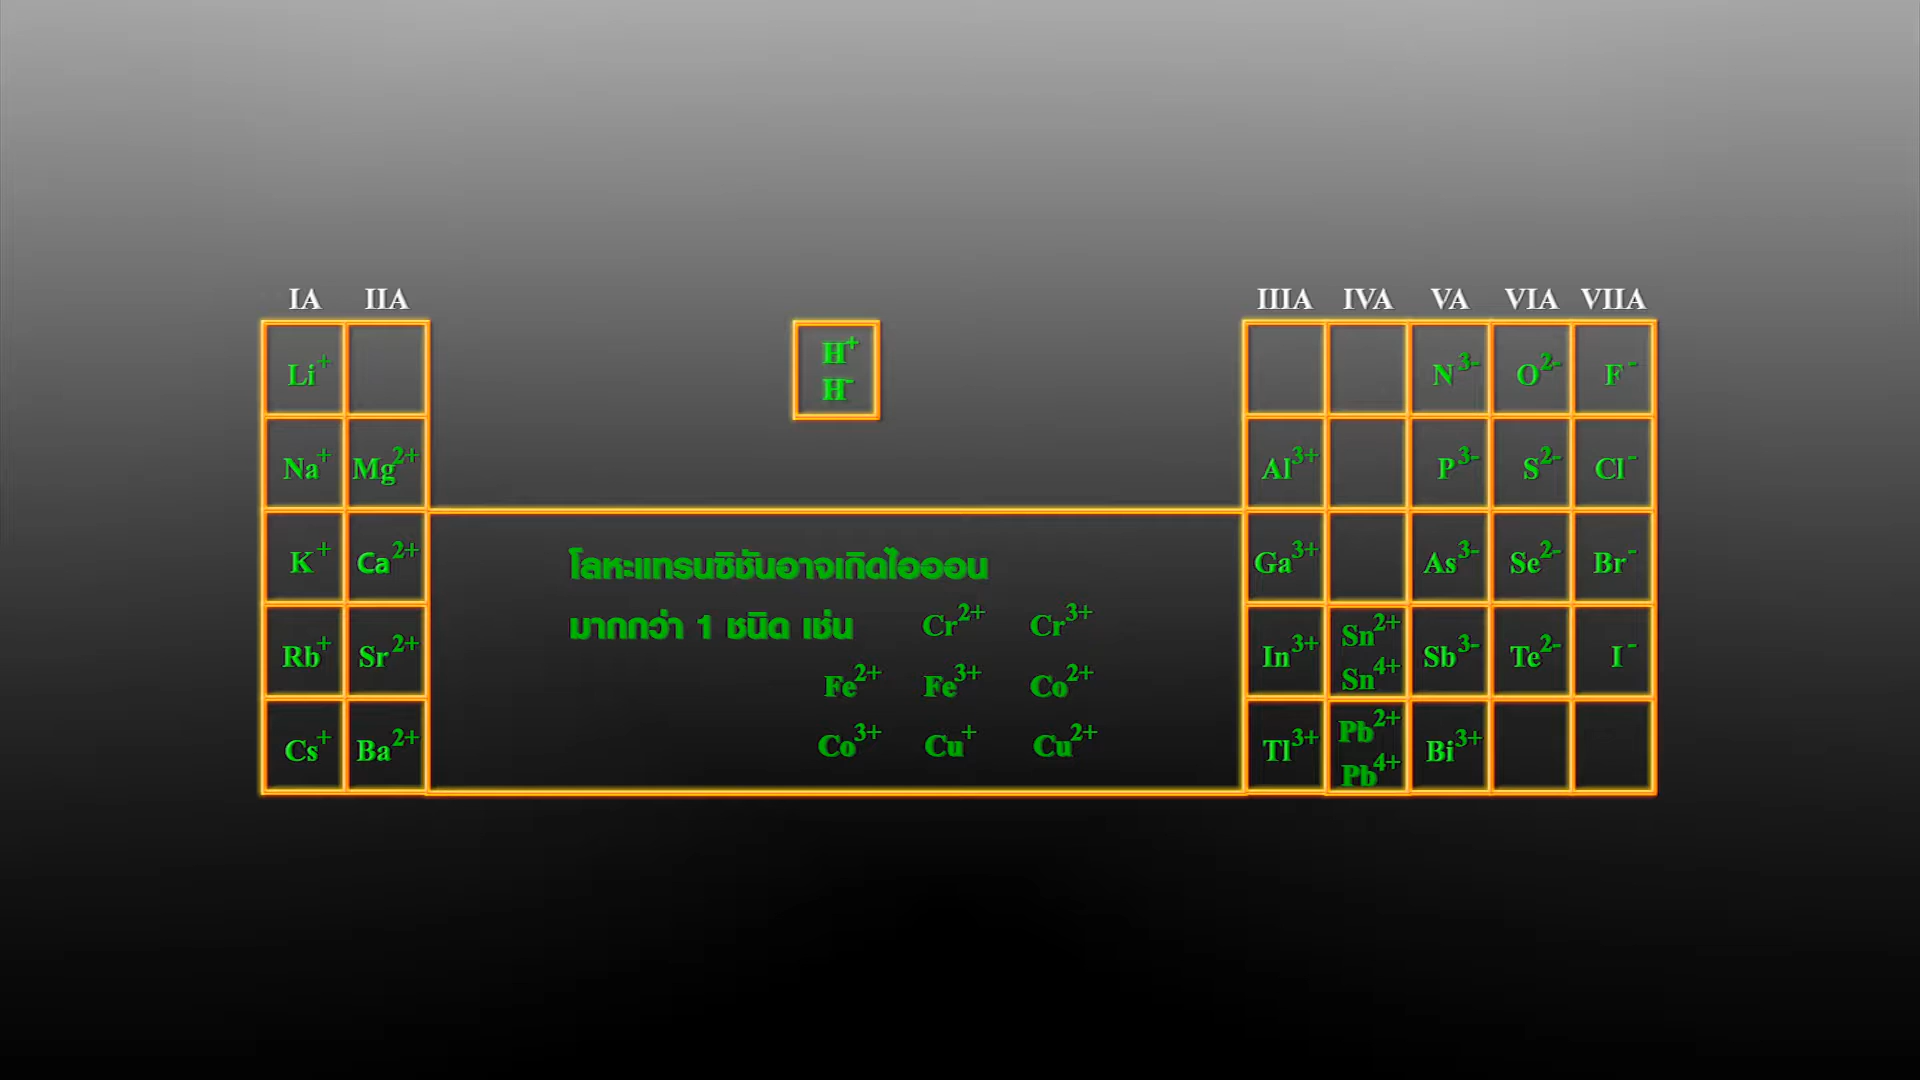 IA IIA IIIA IVA VA VIA VIIA
Li⁺ H⁺ N³⁻ O²⁻ F⁻
H⁻
Na⁺ Mg²⁺ Al³⁺ P³⁻ S²⁻ Cl⁻
K⁺ Ca²⁺ โลหะแทรนซิชันอาจเกิดไอออน Ga³⁺ As³⁻ Se²⁻ Br⁻
มากกว่า 1 ชนิด เช่น Cr²⁺ Cr³⁺ Sn²⁺
Rb⁺ Sr²⁺ In³⁺ Sb³⁻ Te²⁻ I⁻
Fe²⁺ Fe³⁺ Co²⁺ Sn⁴⁺
Co³⁺ Cu⁺ Cu²⁺ Pb²⁺
Cs⁺ Ba²⁺ Tl³⁺ Bi³⁺
Pb⁴⁺